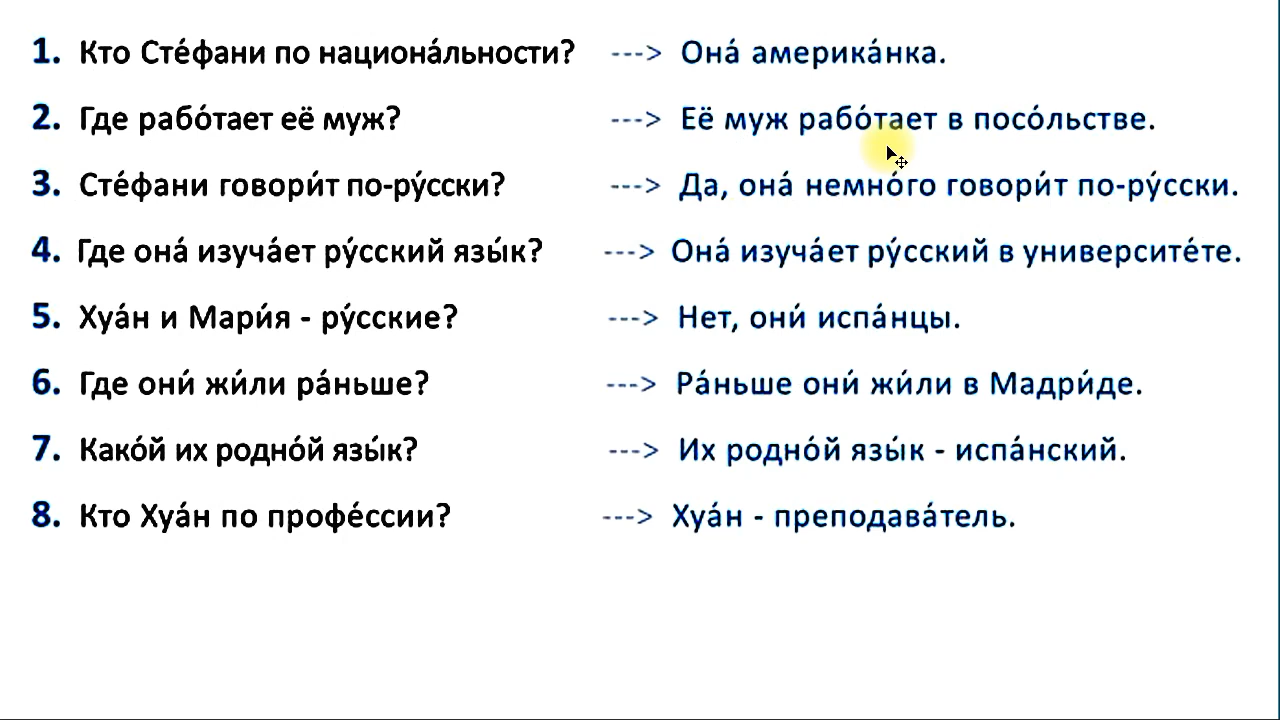 1. Кто Сте́фани по национа́льности? ---> Она́ америка́нка.
2. Где рабо́тает её муж? ---> Её муж рабо́тает в посо́льстве.
3. Сте́фани говори́т по-ру́сски? ---> Да, она́ немно́го говори́т по-ру́сски.
4. Где она́ изуча́ет ру́сский язы́к? ---> Она́ изуча́ет ру́сский в университе́те.
5. Хуа́н и Мари́я - ру́сские? ---> Нет, они́ испа́нцы.
6. Где они́ жи́ли ра́ньше? ---> Ра́ньше они́ жи́ли в Мадри́де.
7. Како́й их родно́й язы́к? ---> Их родно́й язы́к - испа́нский.
8. Кто Хуа́н по профе́ссии? ---> Хуа́н - преподава́тель.